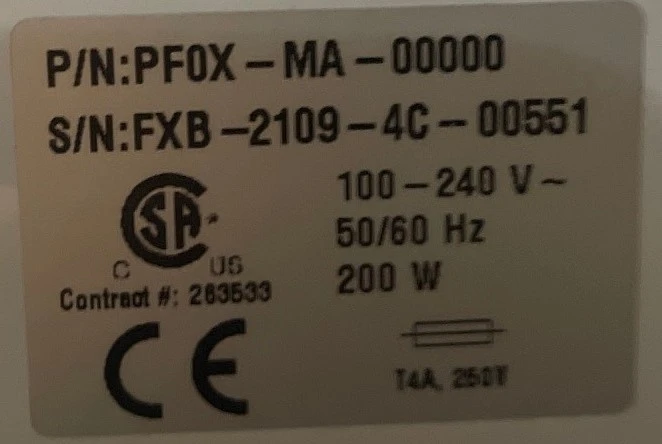 P/N:PF0X-MA-00000
S/N:FXB-2109-4C-00551
100-240 V~
50/60 Hz
200 W
CSA
C US
Contract #: 263533
CE
T4A, 250V